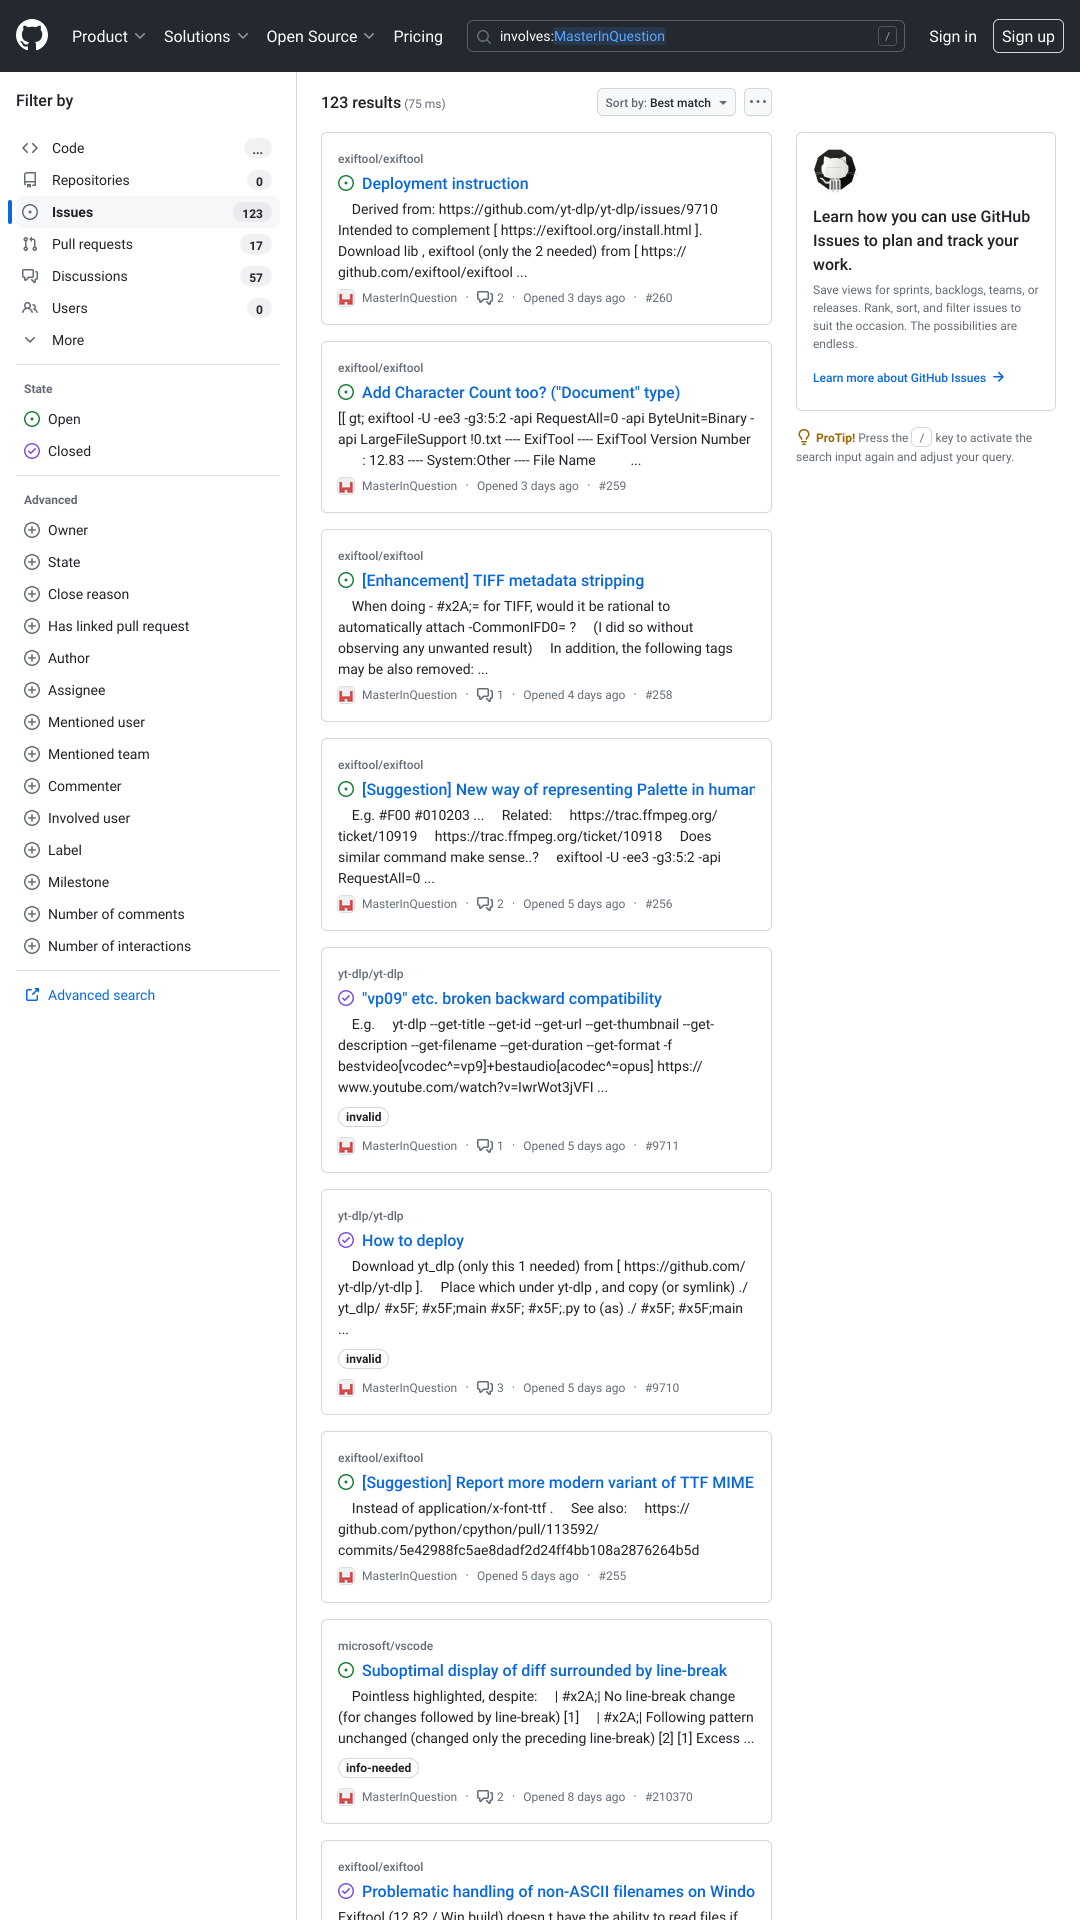 Product
Solutions
Open Source
Pricing
involves:MasterInQuestion
/
Sign in
Sign up
Filter by
Code
...
Repositories
0
Issues
123
Pull requests
17
Discussions
57
Users
0
More
State
Open
Closed
Advanced
Owner
State
Close reason
Has linked pull request
Author
Assignee
Mentioned user
Mentioned team
Commenter
Involved user
Label
Milestone
Number of comments
Number of interactions
Advanced search
123 results (75 ms)
Sort by: Best match
exiftool/exiftool
Deployment instruction
Derived from: https://github.com/yt-dlp/yt-dlp/issues/9710
Intended to complement [ https://exiftool.org/install.html ].
Download lib , exiftool (only the 2 needed) from [ https://
github.com/exiftool/exiftool ...
MasterInQuestion · 2 · Opened 3 days ago · #260
exiftool/exiftool
Add Character Count too? ("Document" type)
[[ gt; exiftool -U -ee3 -g3:5:2 -api RequestAll=0 -api ByteUnit=Binary -
api LargeFileSupport !0.txt ---- ExifTool ---- ExifTool Version Number
: 12.83 ---- System:Other ---- File Name ...
MasterInQuestion · Opened 3 days ago · #259
exiftool/exiftool
[Enhancement] TIFF metadata stripping
When doing - #x2A;= for TIFF, would it be rational to
automatically attach -CommonIFD0= ? (I did so without
observing any unwanted result) In addition, the following tags
may be also removed: ...
MasterInQuestion · 1 · Opened 4 days ago · #258
exiftool/exiftool
[Suggestion] New way of representing Palette in human
E.g. #F00 #010203 ... Related: https://trac.ffmpeg.org/
ticket/10919 https://trac.ffmpeg.org/ticket/10918 Does
similar command make sense..? exiftool -U -ee3 -g3:5:2 -api
RequestAll=0 ...
MasterInQuestion · 2 · Opened 5 days ago · #256
yt-dlp/yt-dlp
"vp09" etc. broken backward compatibility
E.g. yt-dlp --get-title --get-id --get-url --get-thumbnail --get-
description --get-filename --get-duration --get-format -f
bestvideo[vcodec^=vp9]+bestaudio[acodec^=opus] https://
www.youtube.com/watch?v=IwrWot3jVFI ...
invalid
MasterInQuestion · 1 · Opened 5 days ago · #9711
yt-dlp/yt-dlp
How to deploy
Download yt_dlp (only this 1 needed) from [ https://github.com/
yt-dlp/yt-dlp ]. Place which under yt-dlp , and copy (or symlink) ./
yt_dlp/ #x5F; #x5F;main #x5F; #x5F;.py to (as) ./ #x5F; #x5F;main
...
invalid
MasterInQuestion · 3 · Opened 5 days ago · #9710
exiftool/exiftool
[Suggestion] Report more modern variant of TTF MIME
Instead of application/x-font-ttf . See also: https://
github.com/python/cpython/pull/113592/
commits/5e42988fc5ae8dadf2d24ff4bb108a2876264b5d
MasterInQuestion · Opened 5 days ago · #255
microsoft/vscode
Suboptimal display of diff surrounded by line-break
Pointless highlighted, despite: | #x2A;| No line-break change
(for changes followed by line-break) [1] | #x2A;| Following pattern
unchanged (changed only the preceding line-break) [2] [1] Excess ...
info-needed
MasterInQuestion · 2 · Opened 8 days ago · #210370
exiftool/exiftool
Problematic handling of non-ASCII filenames on Windo
Exiftool (12.82 / Win build) doesn t have the ability to read files if
Learn how you can use GitHub
Issues to plan and track your
work.
Save views for sprints, backlogs, teams, or
releases. Rank, sort, and filter issues to
suit the occasion. The possibilities are
endless.
Learn more about GitHub Issues
ProTip! Press the / key to activate the
search input again and adjust your query.